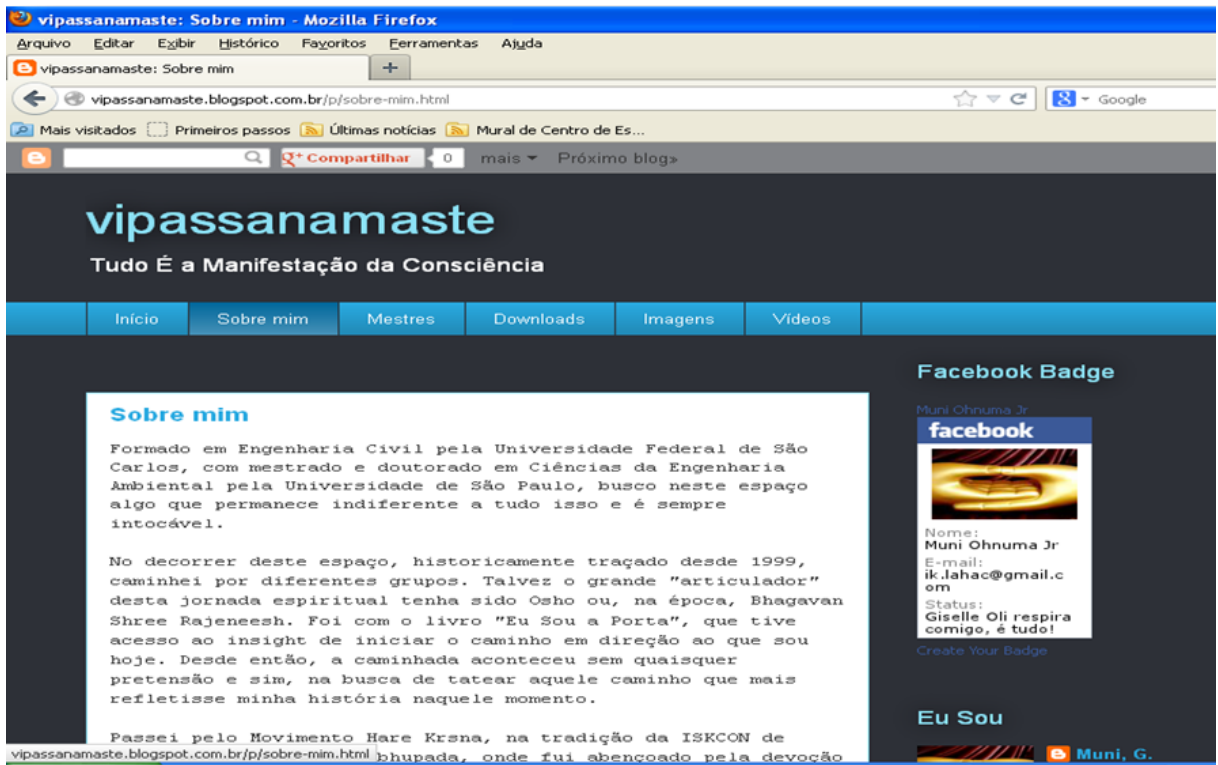 vipassanamaste: Sobre mim - Mozilla Firefox
Arquivo Editar Exibir Histórico Favoritos Ferramentas Ajuda
vipassanamaste: Sobre mim +
vipassanamaste.blogspot.com.br/p/sobre-mim.html Google
Mais visitados Primeiros passos Últimas notícias Mural de Centro de Es...
Compartilhar 0 mais Próximo blog»
vipassanamaste
Tudo É a Manifestação da Consciência
Início Sobre mim Mestres Downloads Imagens Vídeos
Sobre mim
Formado em Engenharia Civil pela Universidade Federal de São
Carlos, com mestrado e doutorado em Ciências da Engenharia
Ambiental pela Universidade de São Paulo, busco neste espaço
algo que permanece indiferente a tudo isso e é sempre
intocável.
No decorrer deste espaço, historicamente traçado desde 1999,
caminhei por diferentes grupos. Talvez o grande "articulador"
desta jornada espiritual tenha sido Osho ou, na época, Bhagavan
Shree Rajeneesh. Foi com o livro "Eu Sou a Porta", que tive
acesso ao insight de iniciar o caminho em direção ao que sou
hoje. Desde então, a caminhada aconteceu sem quaisquer
pretensão e sim, na busca de tatear aquele caminho que mais
refletisse minha história naquele momento.
Passei pelo Movimento Hare Krsna, na tradição da ISKCON de
bhupada, onde fui abençoado pela devoção
vipassanamaste.blogspot.com.br/p/sobre-mim.html
Facebook Badge
Muni Ohnuma Jr
facebook
Nome:
Muni Ohnuma Jr
E-mail:
ik.lahac@gmail.c
om
Status:
Giselle Oli respira
comigo, é tudo!
Create Your Badge
Eu Sou
Muni, G.